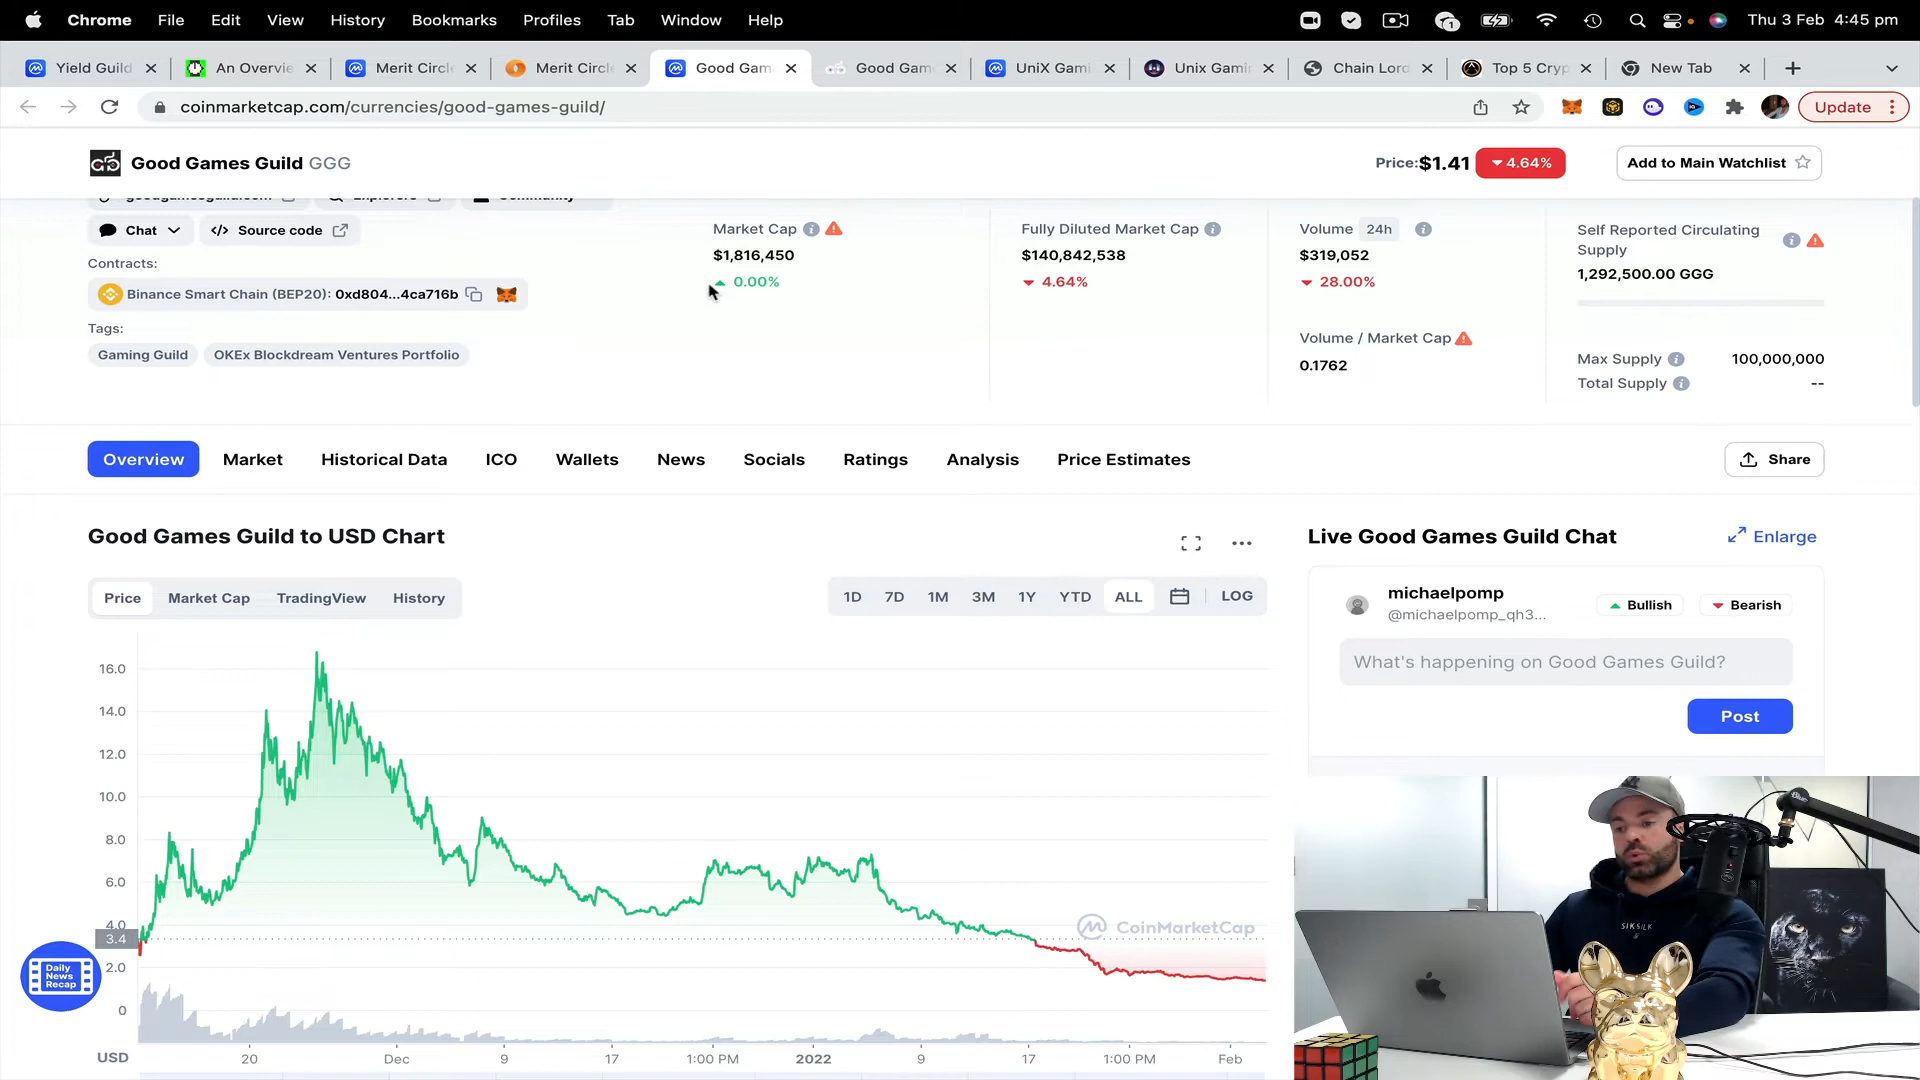 Chrome File Edit View History Bookmarks Profiles Tab Window Help 1 Thu 3 Feb 4:45 pm
Yield Guild An Overvie Merit Circle Merit Circle Good Gam Good Gam UniX Gami Unix Gami Chain Lord Top 5 Cryp New Tab
coinmarketcap.com/currencies/good-games-guild/ Update
Good Games Guild GGG Price:$1.41 4.64% Add to Main Watchlist
goodgamesguild.com Explorers Community
Chat Source code
Contracts:
Binance Smart Chain (BEP20): 0xd804...4ca716b
Tags:
Gaming Guild OKEx Blockdream Ventures Portfolio
Market Cap
$1,816,450
0.00%
Fully Diluted Market Cap
$140,842,538
4.64%
Volume 24h
$319,052
28.00%
Volume / Market Cap
0.1762
Self Reported Circulating
Supply
1,292,500.00 GGG
Max Supply 100,000,000
Total Supply --
Overview Market Historical Data ICO Wallets News Socials Ratings Analysis Price Estimates Share
Good Games Guild to USD Chart
Price Market Cap TradingView History 1D 7D 1M 3M 1Y YTD ALL LOG
16.0
14.0
12.0
10.0
8.0
6.0
4.0
3.4
2.0
0
CoinMarketCap
USD 20 Dec 9 17 1:00 PM 2022 9 17 1:00 PM Feb
Daily
News
Recap
Live Good Games Guild Chat Enlarge
michaelpomp
@michaelpomp_qh3...
Bullish Bearish
What's happening on Good Games Guild?
Post
Blue
SIKSILK